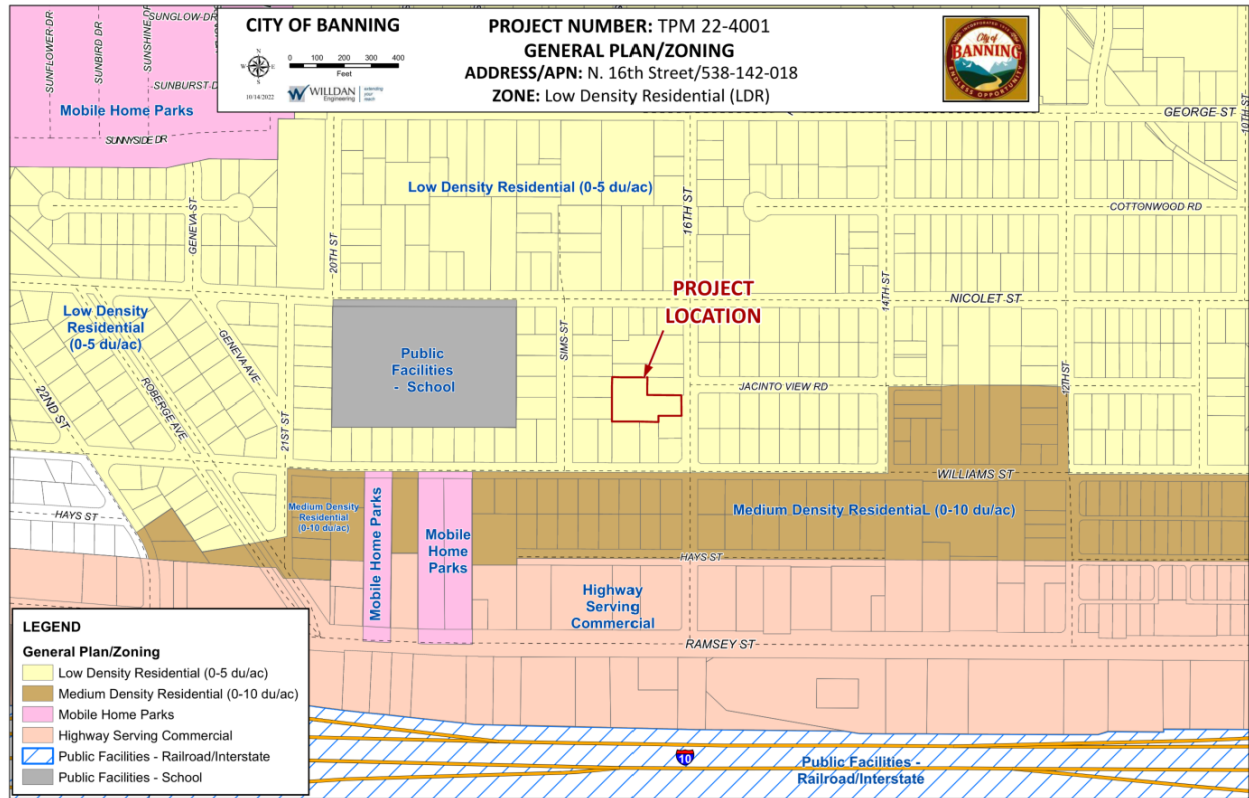 CITY OF BANNING
N
0 100 200 300 400
Feet
10/14/2022
WILLDAN
Engineering
extending
your
reach
PROJECT NUMBER: TPM 22-4001
GENERAL PLAN/ZONING
ADDRESS/APN: N. 16th Street/538-142-018
ZONE: Low Density Residential (LDR)
City of
BANNING
ENDLESS OPPORTUNITY
SUNGLOW DR
SUNFLOWER DR
SUNBIRD DR
SUNSHINE DR
SUNBURST D
Mobile Home Parks
SUNNYSIDE DR
GEORGE ST
10TH ST
Low Density Residential (0-5 du/ac)
GENEVA ST
20TH ST
16TH ST
COTTONWOOD RD
14TH ST
NICOLET ST
PROJECT
LOCATION
Low Density
Residential
(0-5 du/ac)
GENEVA AVE
SIMS ST
Public
Facilities
- School
JACINTO VIEW RD
12TH ST
ROBERGE AVE
22ND ST
21ST ST
WILLIAMS ST
HAYS ST
Medium Density
Residential
(0-10 du/ac)
Mobile Home Parks
Mobile
Home
Parks
Medium Density ResidentiaL (0-10 du/ac)
HAYS ST
Highway
Serving
Commercial
RAMSEY ST
LEGEND
General Plan/Zoning
Low Density Residential (0-5 du/ac)
Medium Density Residential (0-10 du/ac)
Mobile Home Parks
Highway Serving Commercial
Public Facilities - Railroad/Interstate
Public Facilities - School
10
Public Facilities -
Railroad/Interstate